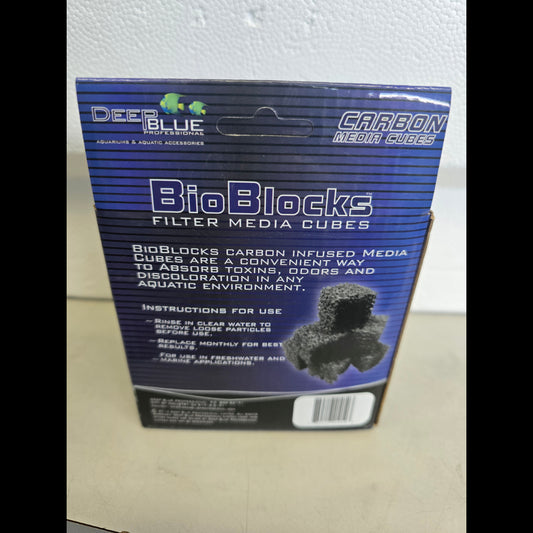 DEEP BLUE
PROFESSIONAL
AQUARIUMS & AQUATIC ACCESSORIES
CARBON
MEDIA CUBES
BioBlocks™
FILTER MEDIA CUBES
BIOBLOCKS CARBON INFUSED MEDIA
CUBES ARE A CONVENIENT WAY
TO ABSORB TOXINS, ODORS AND
DISCOLORATION IN ANY
AQUATIC ENVIRONMENT.
INSTRUCTIONS FOR USE
~ RINSE IN CLEAR WATER TO
REMOVE LOOSE PARTICLES
BEFORE USE.
~ REPLACE MONTHLY FOR BEST
RESULTS.
~ FOR USE IN FRESHWATER AND
MARINE APPLICATIONS.